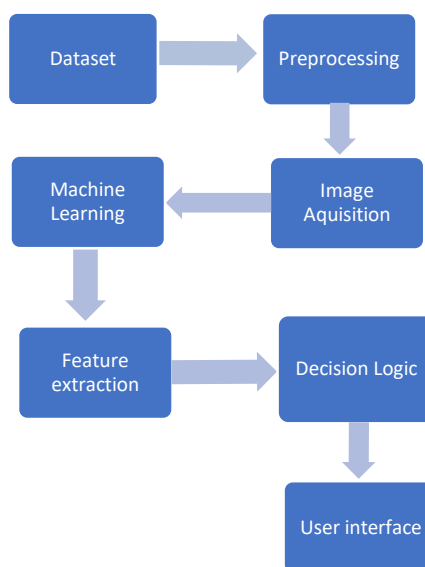 Dataset
Preprocessing
Image
Aquisition
Machine
Learning
Feature
extraction
Decision Logic
User interface